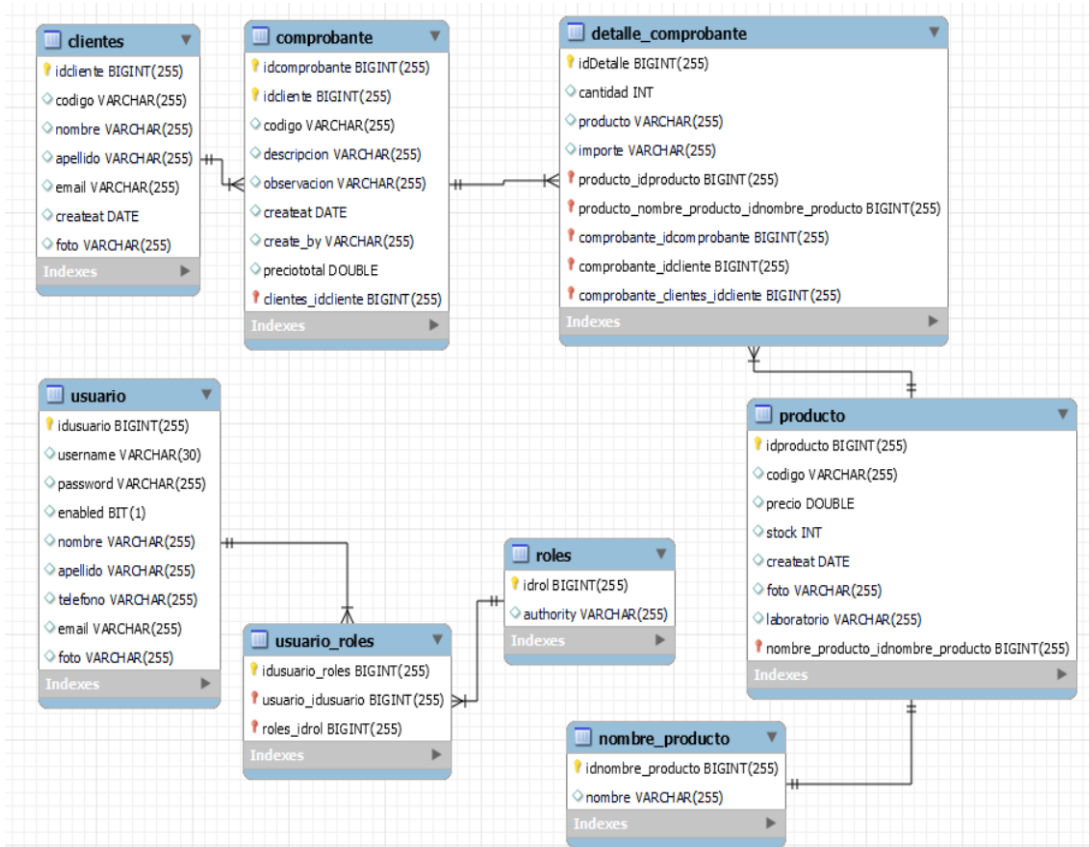 clientes
idcliente BIGINT(255)
codigo VARCHAR(255)
nombre VARCHAR(255)
apellido VARCHAR(255)
email VARCHAR(255)
createat DATE
foto VARCHAR(255)
Indexes
comprobante
idcomprobante BIGINT(255)
idcliente BIGINT(255)
codigo VARCHAR(255)
descripcion VARCHAR(255)
observacion VARCHAR(255)
createat DATE
create_by VARCHAR(255)
preciototal DOUBLE
clientes_idcliente BIGINT(255)
Indexes
detalle_comprobante
idDetalle BIGINT(255)
cantidad INT
producto VARCHAR(255)
importe VARCHAR(255)
producto_idproducto BIGINT(255)
producto_nombre_producto_idnombre_producto BIGINT(255)
comprobante_idcomprobante BIGINT(255)
comprobante_idcliente BIGINT(255)
comprobante_clientes_idcliente BIGINT(255)
Indexes
usuario
idusuario BIGINT(255)
username VARCHAR(30)
password VARCHAR(255)
enabled BIT(1)
nombre VARCHAR(255)
apellido VARCHAR(255)
telefono VARCHAR(255)
email VARCHAR(255)
foto VARCHAR(255)
Indexes
usuario_roles
idusuario_roles BIGINT(255)
usuario_idusuario BIGINT(255)
roles_idrol BIGINT(255)
Indexes
roles
idrol BIGINT(255)
authority VARCHAR(255)
Indexes
producto
idproducto BIGINT(255)
codigo VARCHAR(255)
precio DOUBLE
stock INT
createat DATE
foto VARCHAR(255)
laboratorio VARCHAR(255)
nombre_producto_idnombre_producto BIGINT(255)
Indexes
nombre_producto
idnombre_producto BIGINT(255)
nombre VARCHAR(255)
Indexes